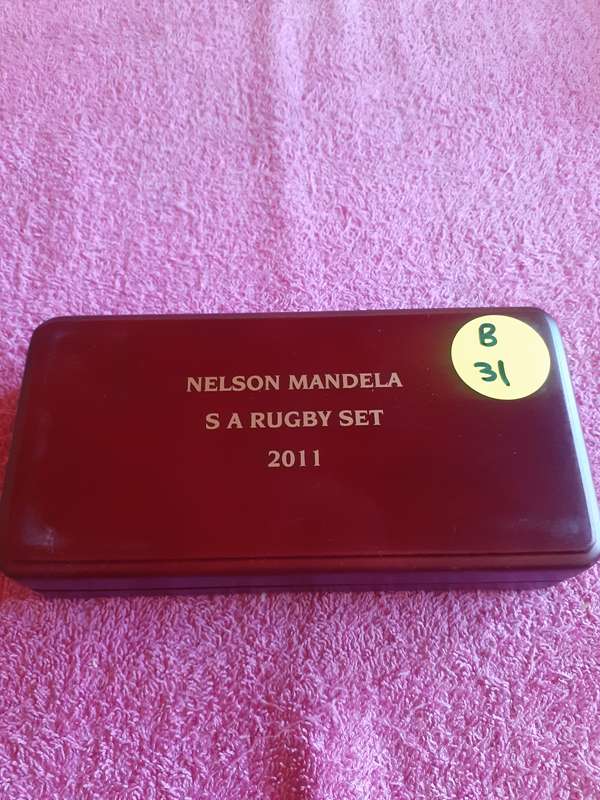 B
31
NELSON MANDELA
S A RUGBY SET
2011